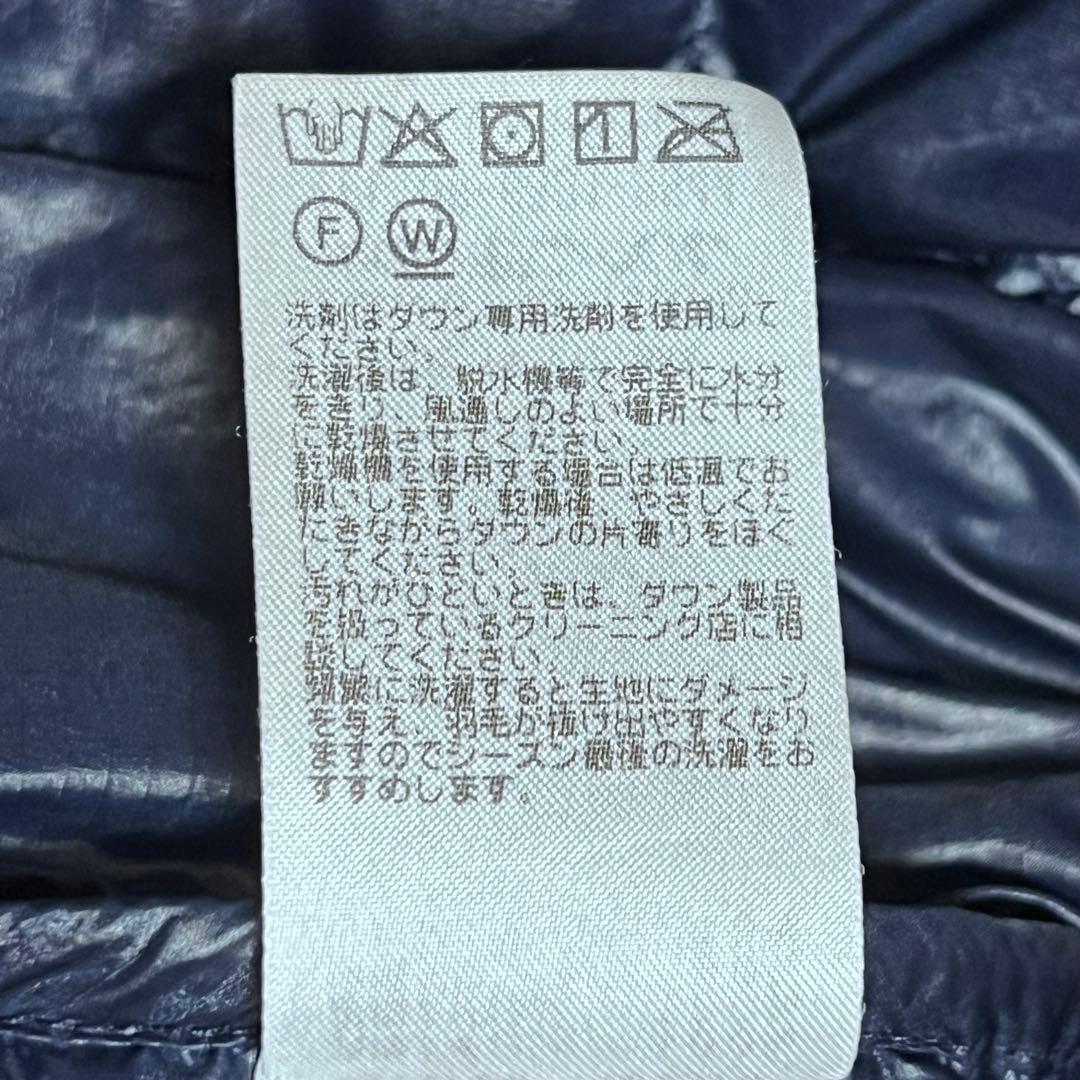 F W
洗剤はダウン専用洗剤を使用して
ください。
洗濯後は、脱水機等で完全に水分
をきり、風通しのよい場所で十分
に乾燥させてください。
乾燥機を使用する場合は低温でお
願いします。乾燥後、やさしくた
たきながらダウンの片寄りをほぐ
してください。
汚れがひどいときは、ダウン製品
を扱っているクリーニング店に相
談してください。
頻繁に洗濯すると生地にダメージ
を与え、羽毛が抜け出やすくなり
ますのでシーズン最後の洗濯をお
すすめします。